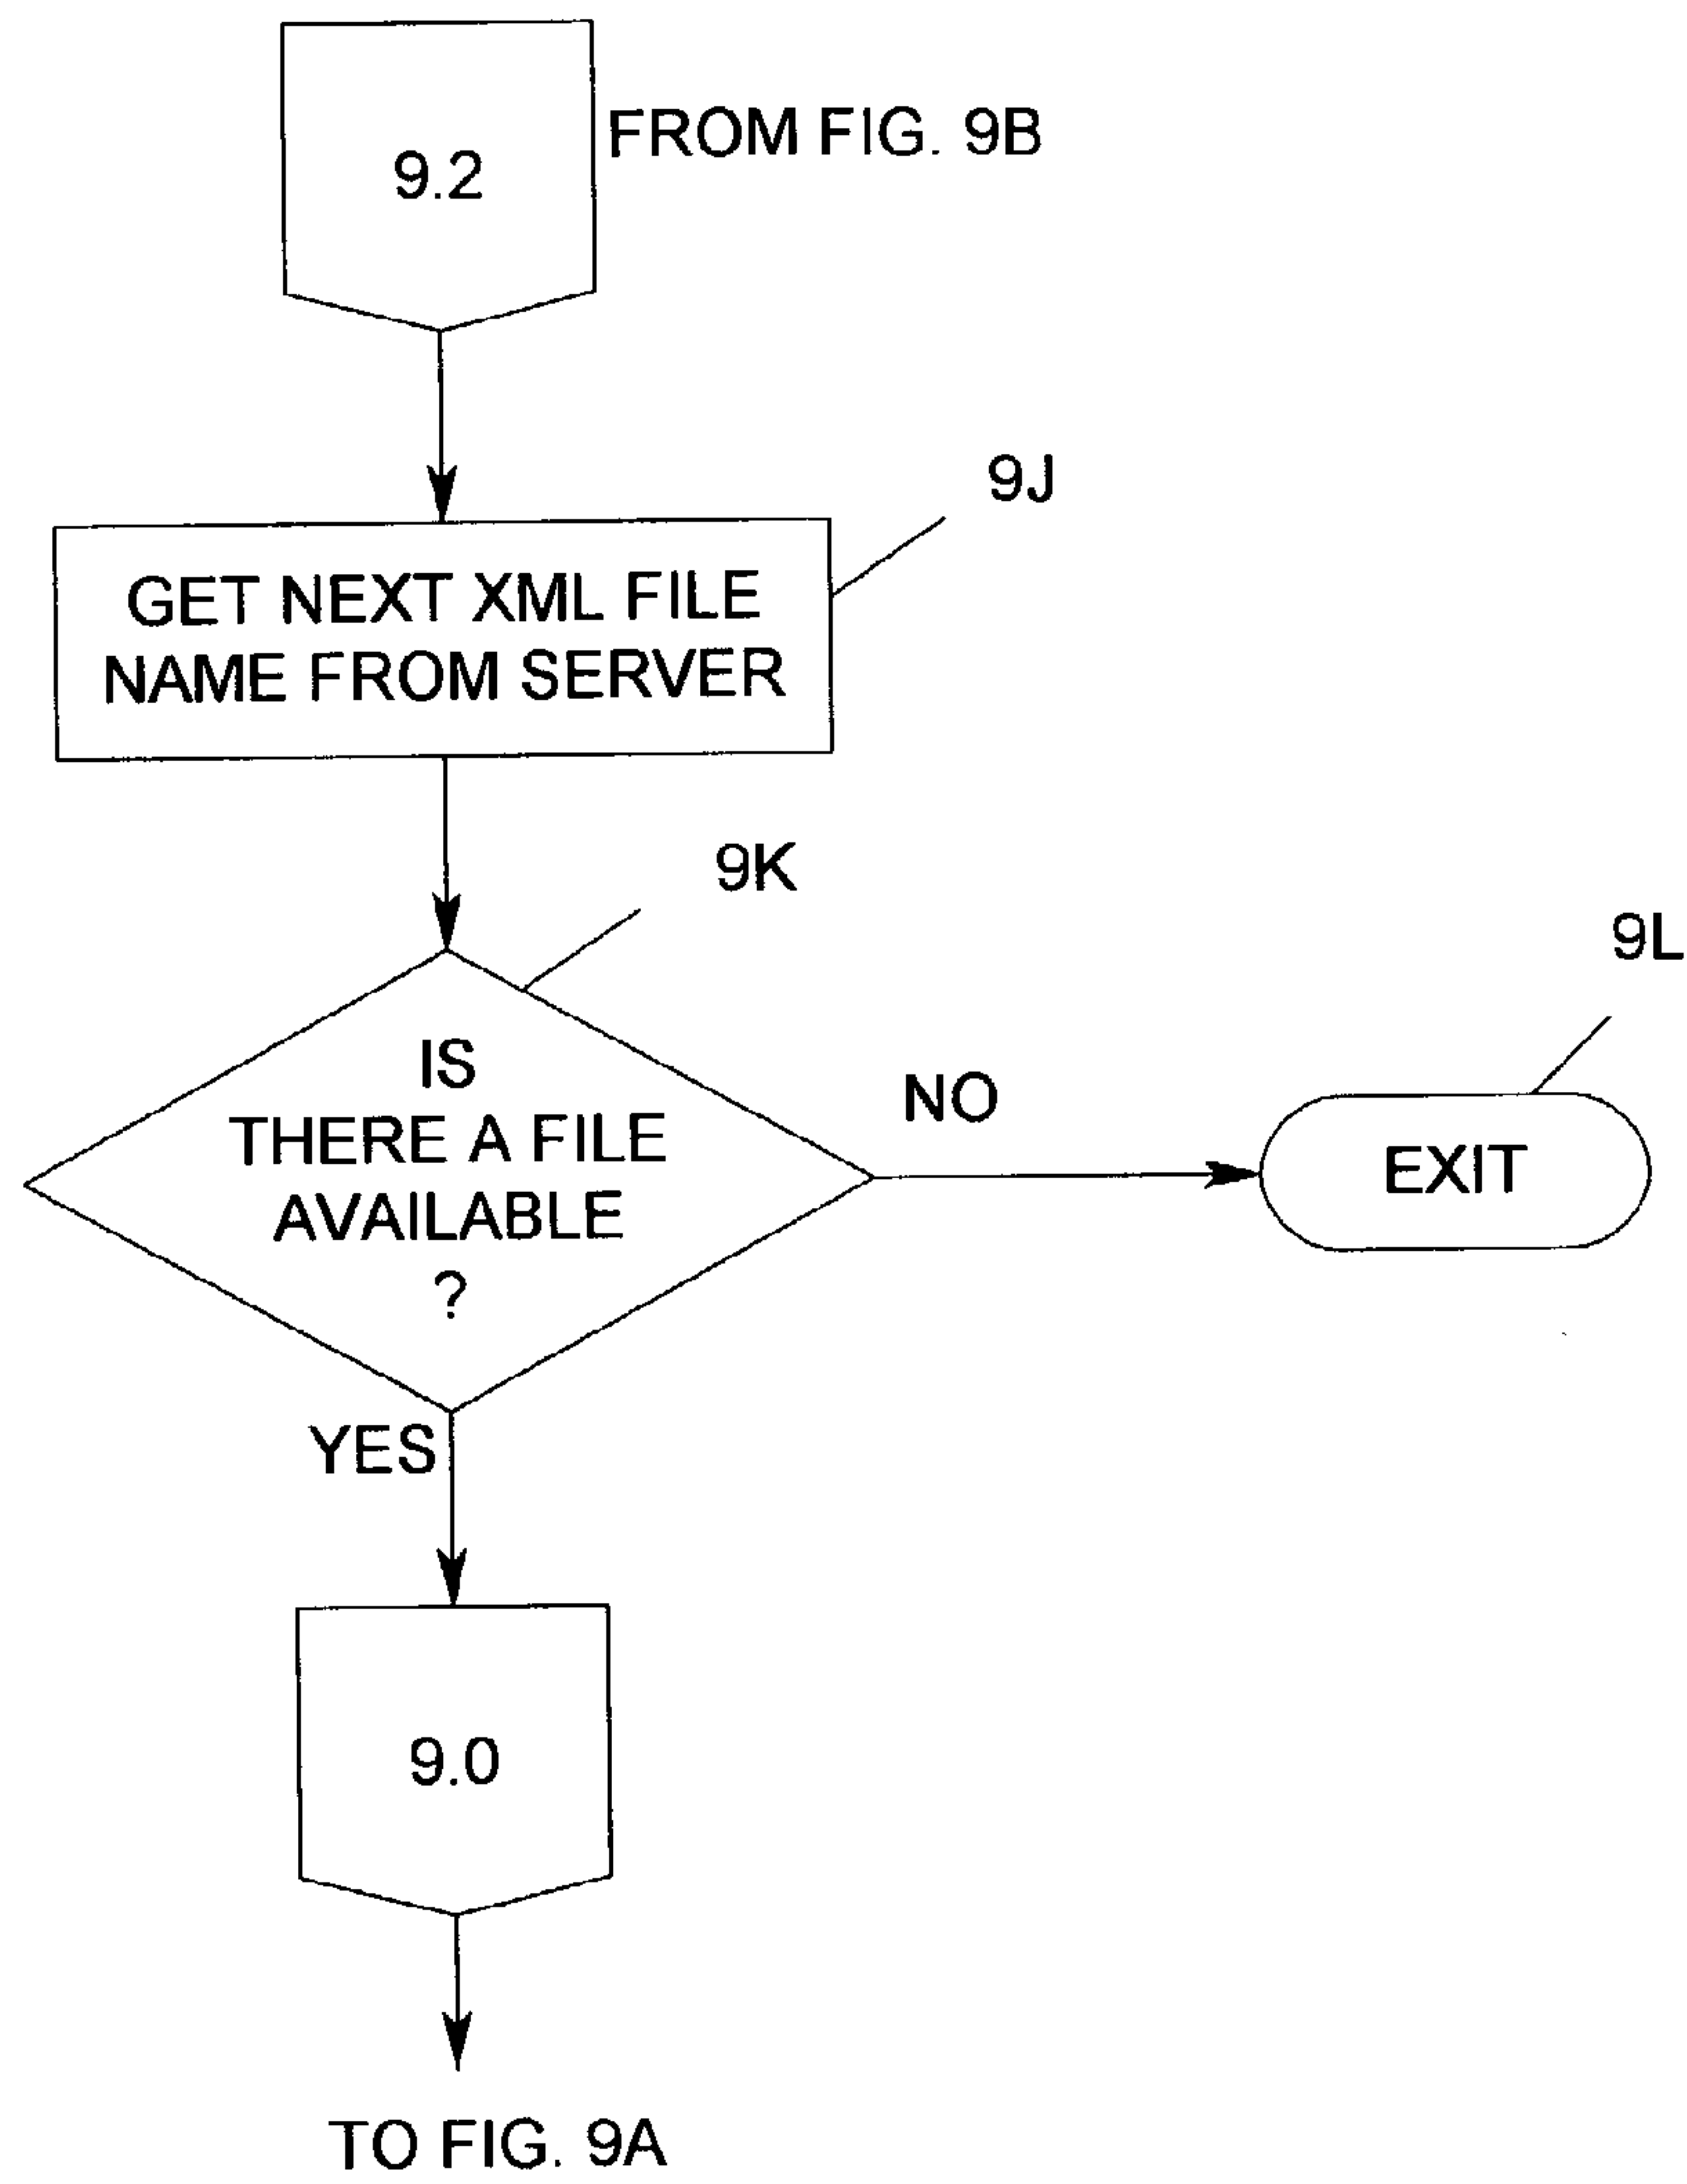 9.2
FROM FIG. 9B
9J
GET NEXT XML FILE
NAME FROM SERVER
9K
IS
THERE A FILE
AVAILABLE
?
NO
9L
EXIT
YES
9.0
TO FIG. 9A